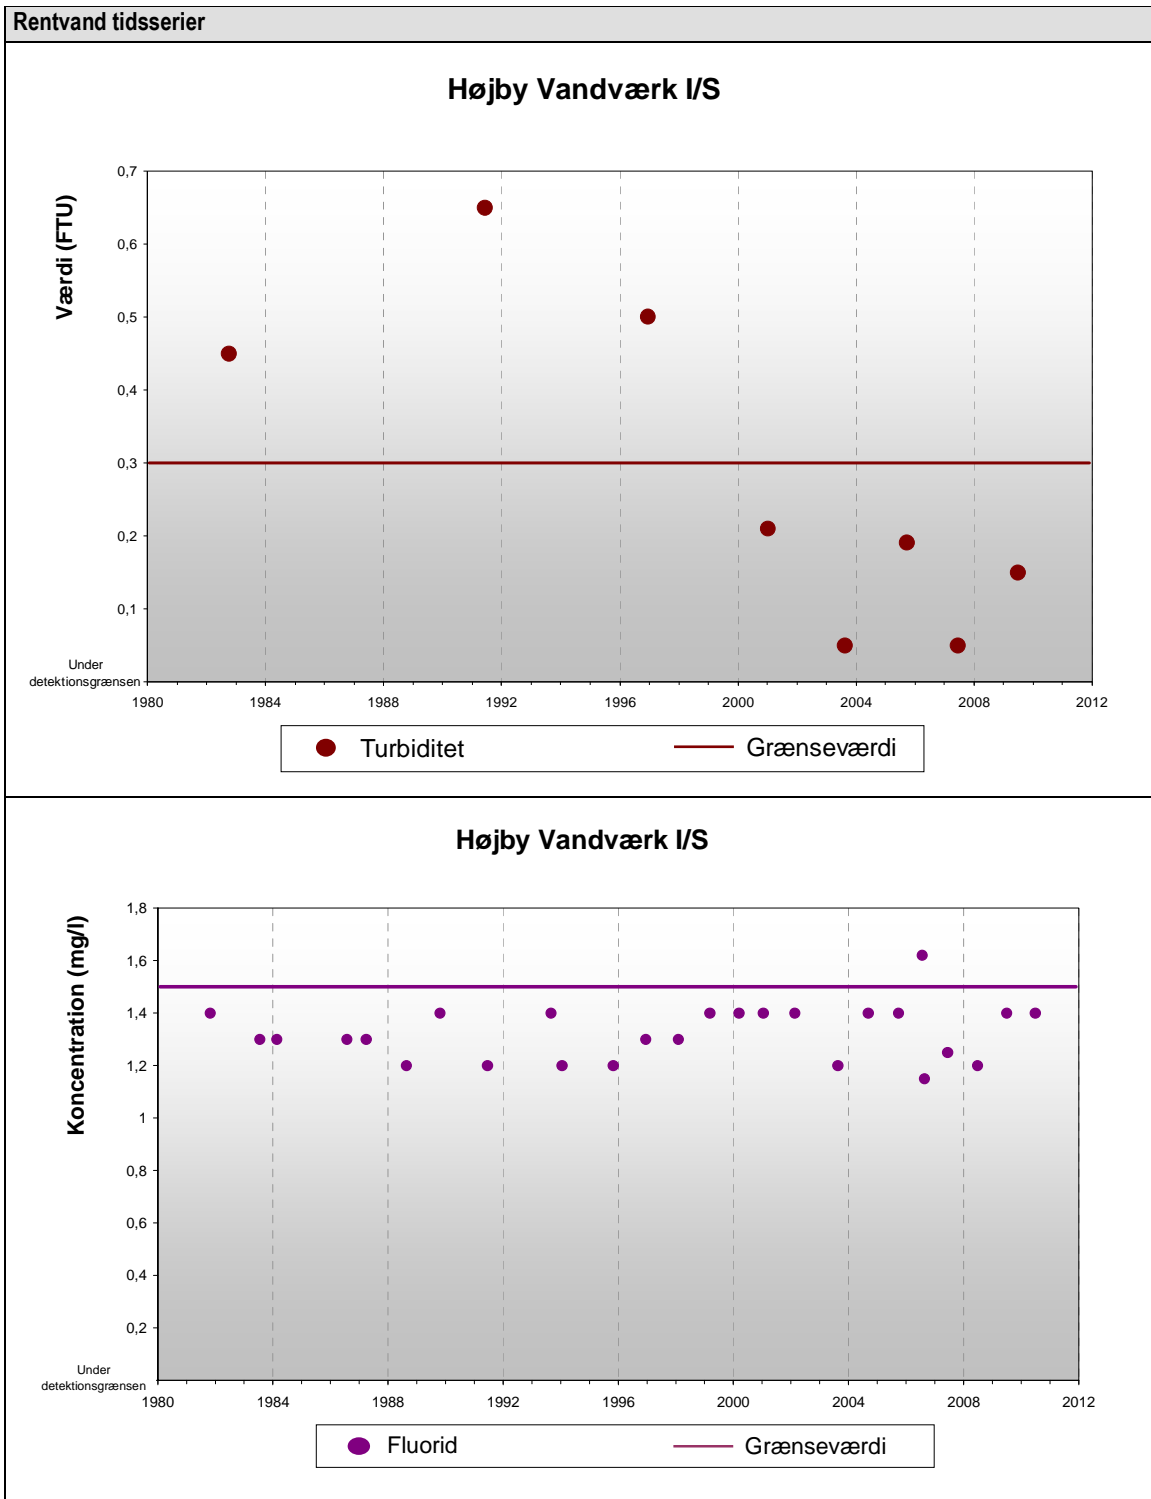 Rentvand tidsserier
Højby Vandværk I/S
Værdi (FTU)
0,7
0,6
0,5
0,4
0,3
0,2
0,1
Under
detektionsgrænsen
1980 1984 1988 1992 1996 2000 2004 2008 2012
Turbiditet Grænseværdi
Højby Vandværk I/S
Koncentration (mg/l)
1,8
1,6
1,4
1,2
1
0,8
0,6
0,4
0,2
Under
detektionsgrænsen
1980 1984 1988 1992 1996 2000 2004 2008 2012
Fluorid Grænseværdi